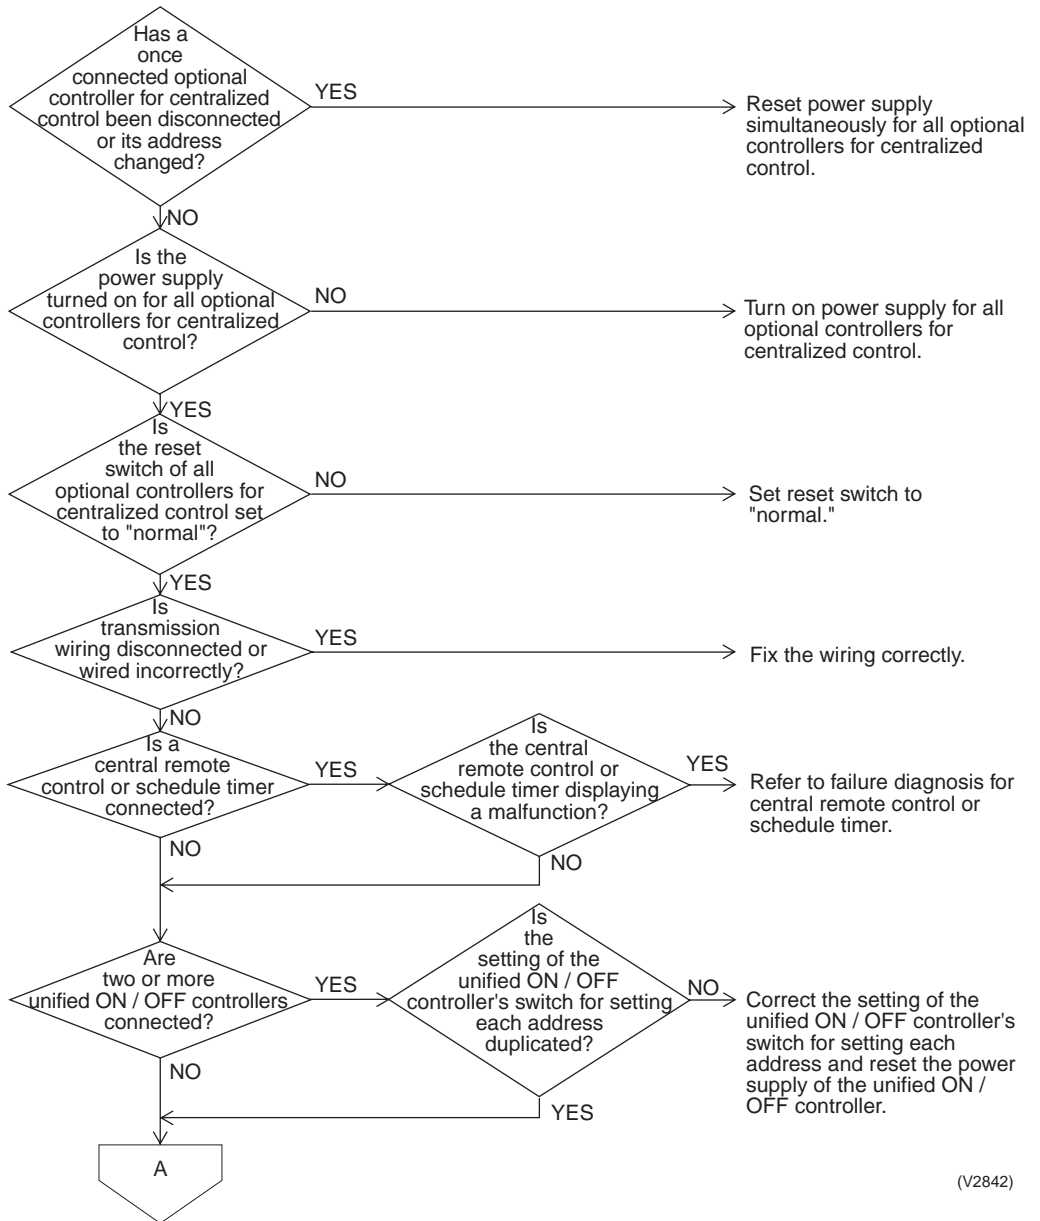 Has a
once
connected optional
controller for centralized
control been disconnected
or its address
changed?
YES
Reset power supply
simultaneously for all optional
controllers for centralized
control.
NO
Is the
power supply
turned on for all optional
controllers for centralized
control?
NO
Turn on power supply for all
optional controllers for
centralized control.
YES
Is
the reset
switch of all
optional controllers for
centralized control set
to "normal"?
NO
Set reset switch to
"normal."
YES
Is
transmission
wiring disconnected or
wired incorrectly?
YES
Fix the wiring correctly.
NO
Is a
central remote
control or schedule timer
connected?
YES
Is
the central
remote control or
schedule timer displaying
a malfunction?
YES
Refer to failure diagnosis for
central remote control or
schedule timer.
NO
NO
Are
two or more
unified ON / OFF controllers
connected?
YES
Is
the
setting of the
unified ON / OFF
controller's switch for setting
each address
duplicated?
NO
Correct the setting of the
unified ON / OFF controller's
switch for setting each
address and reset the power
supply of the unified ON /
OFF controller.
NO
YES
A
(V2842)